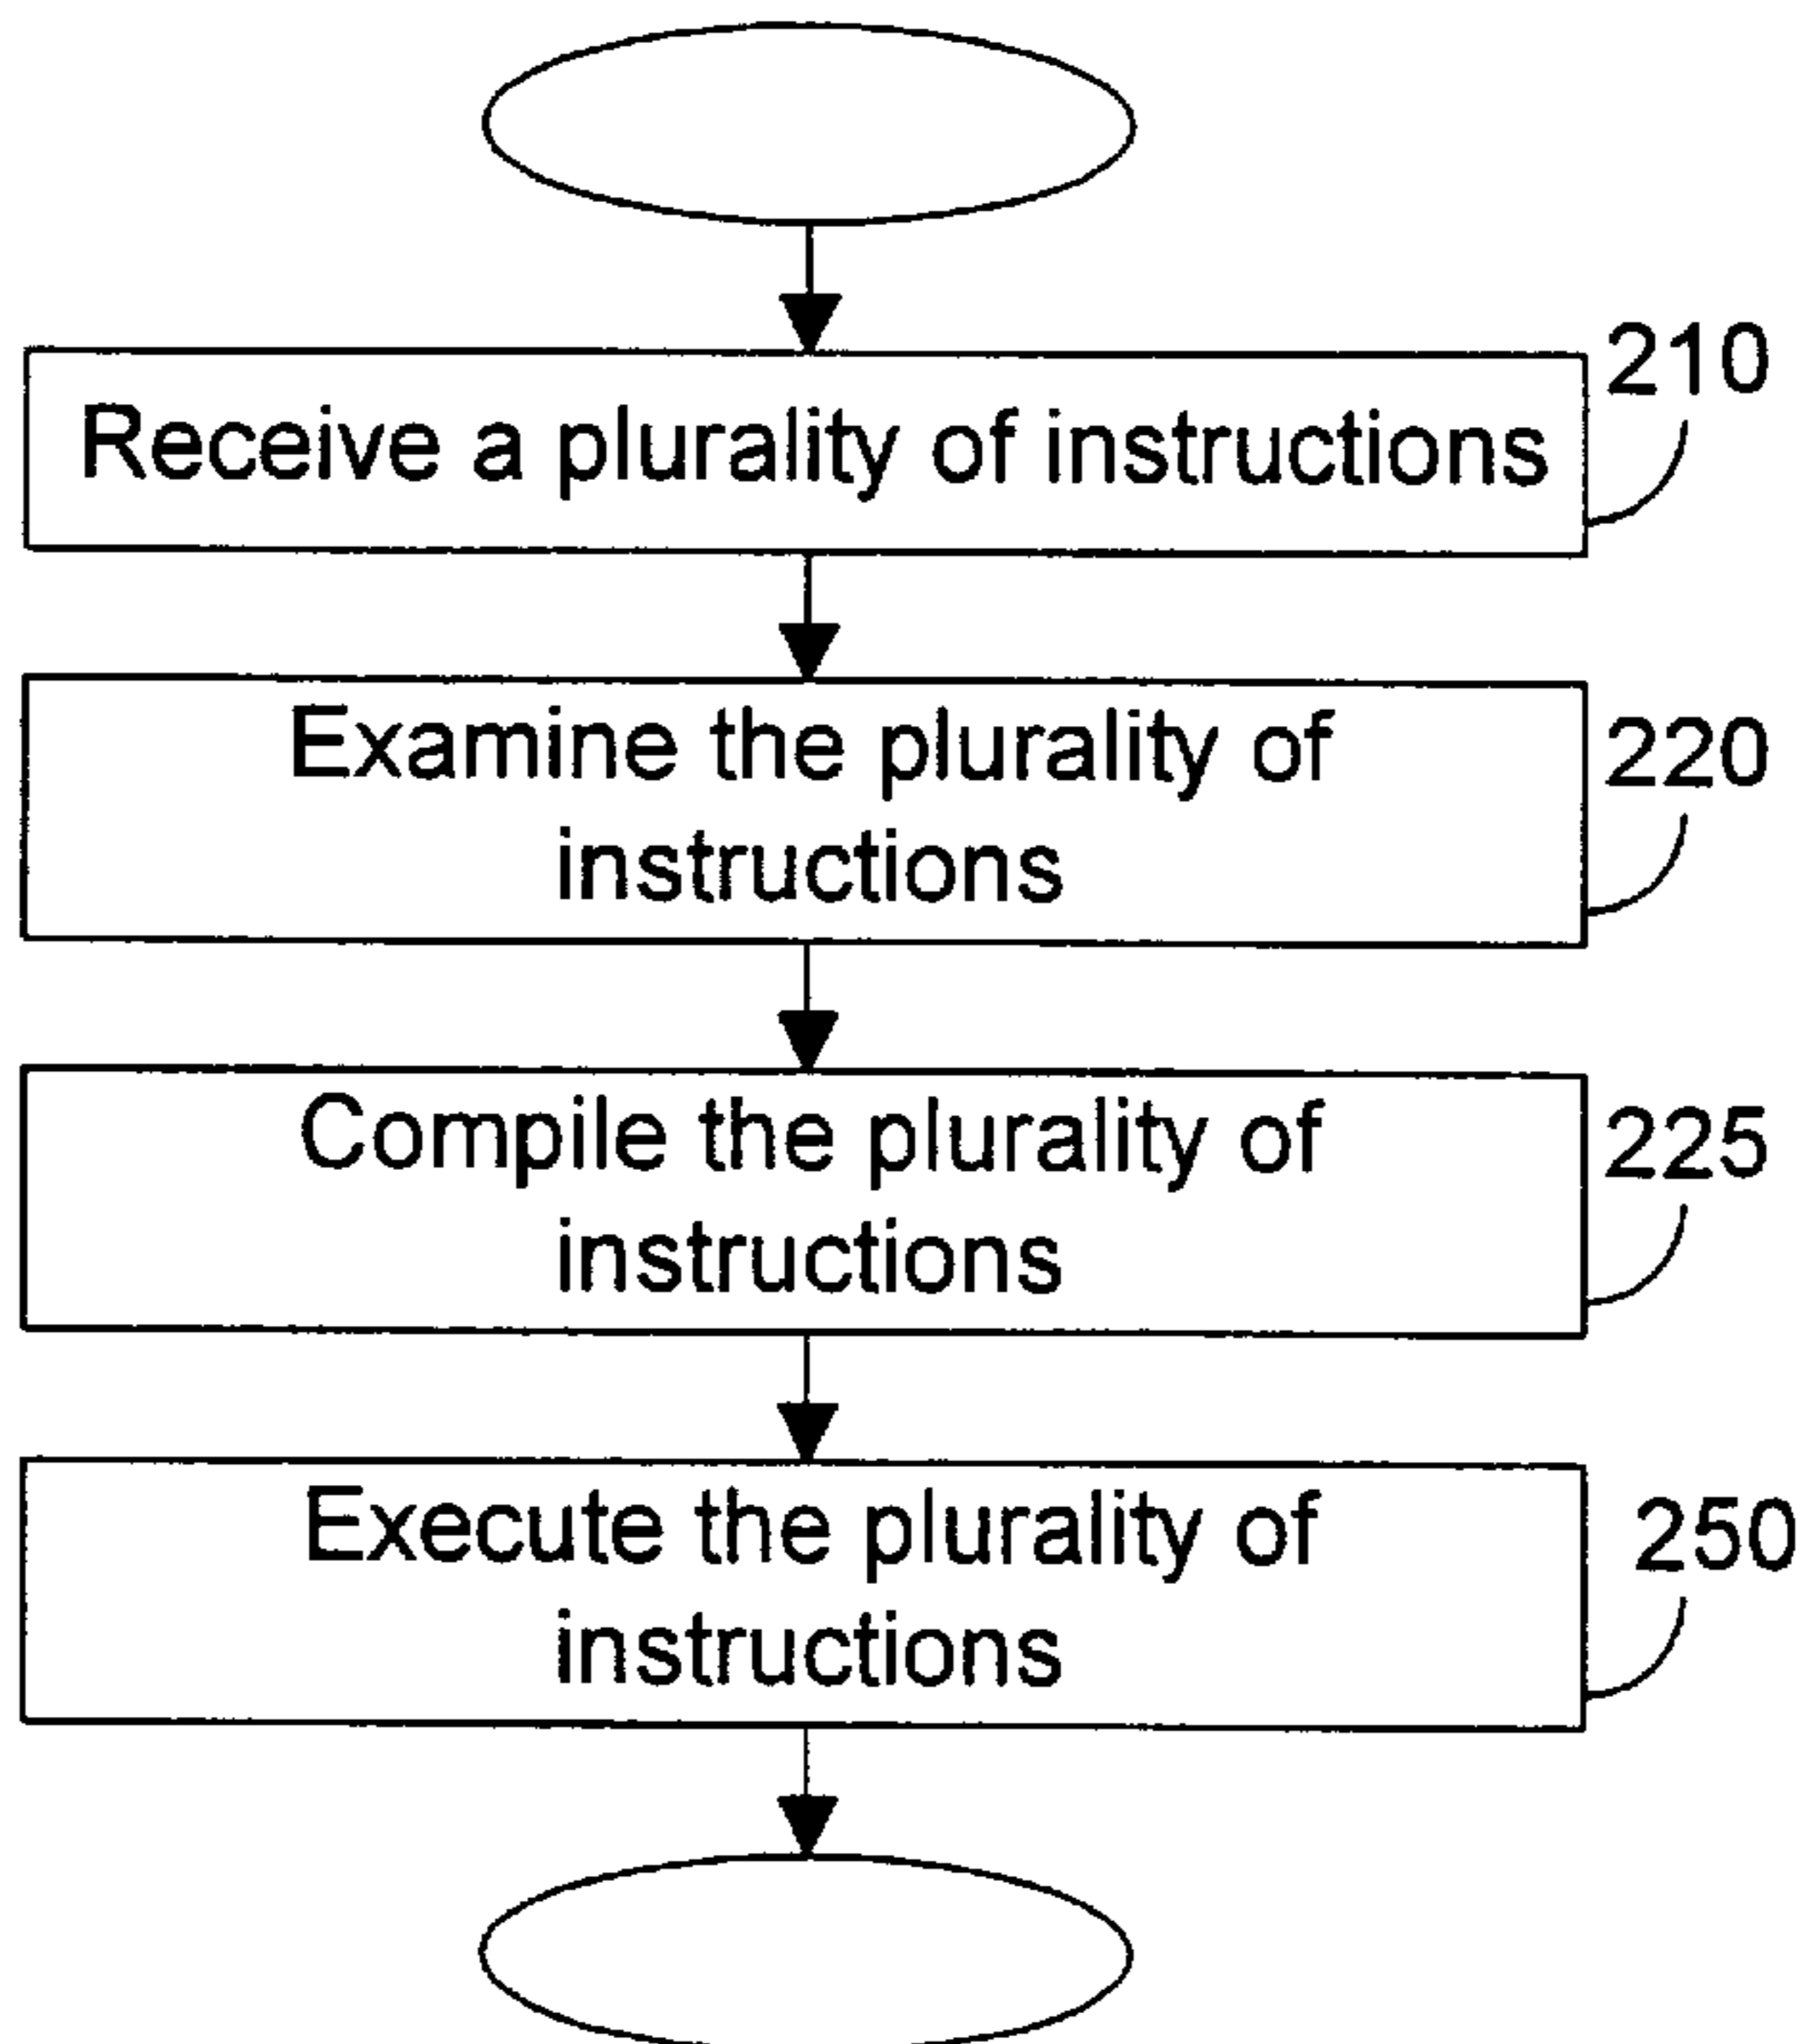 Receive a plurality of instructions
210
Examine the plurality of
instructions
220
Compile the plurality of
instructions
225
Execute the plurality of
instructions
250